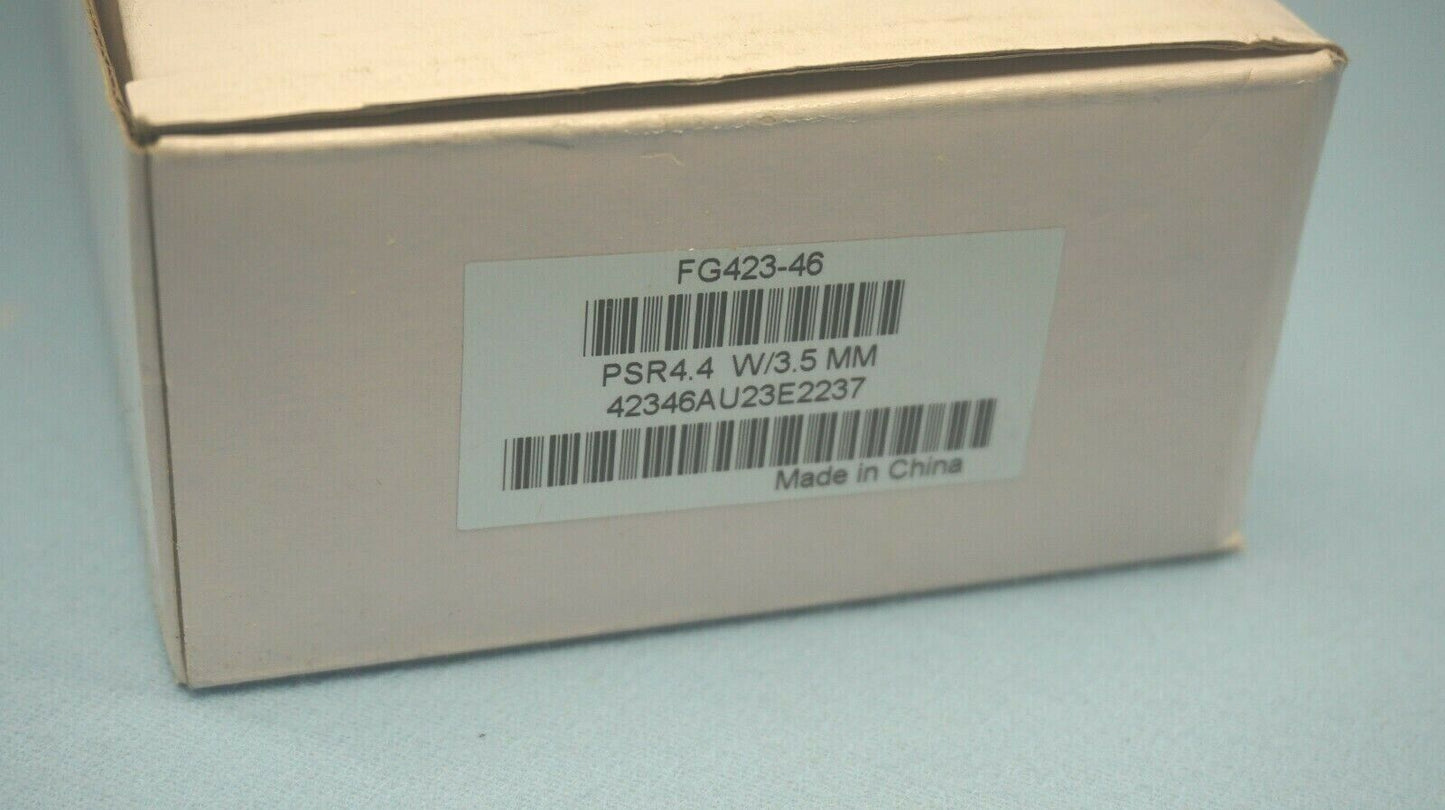 FG423-46
PSR4.4 W/3.5 MM
42346AU23E2237
Made in China